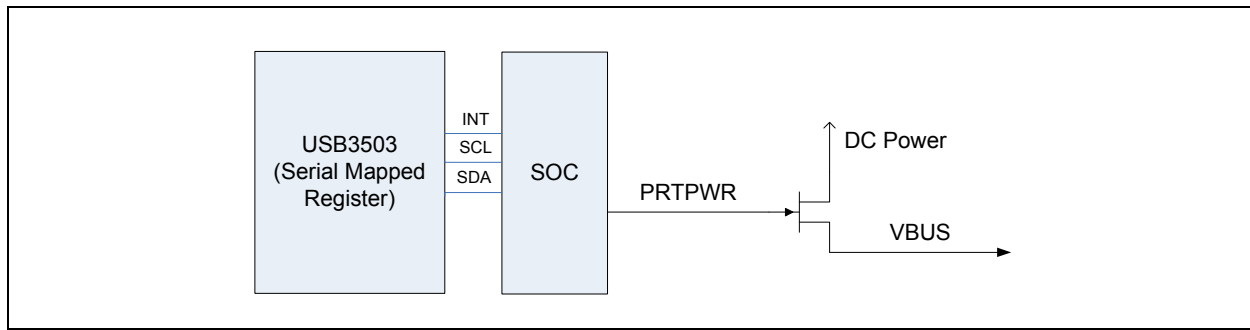 USB3503
(Serial Mapped
Register)
INT
SCL
SDA
SOC
PRTPWR
DC Power
VBUS